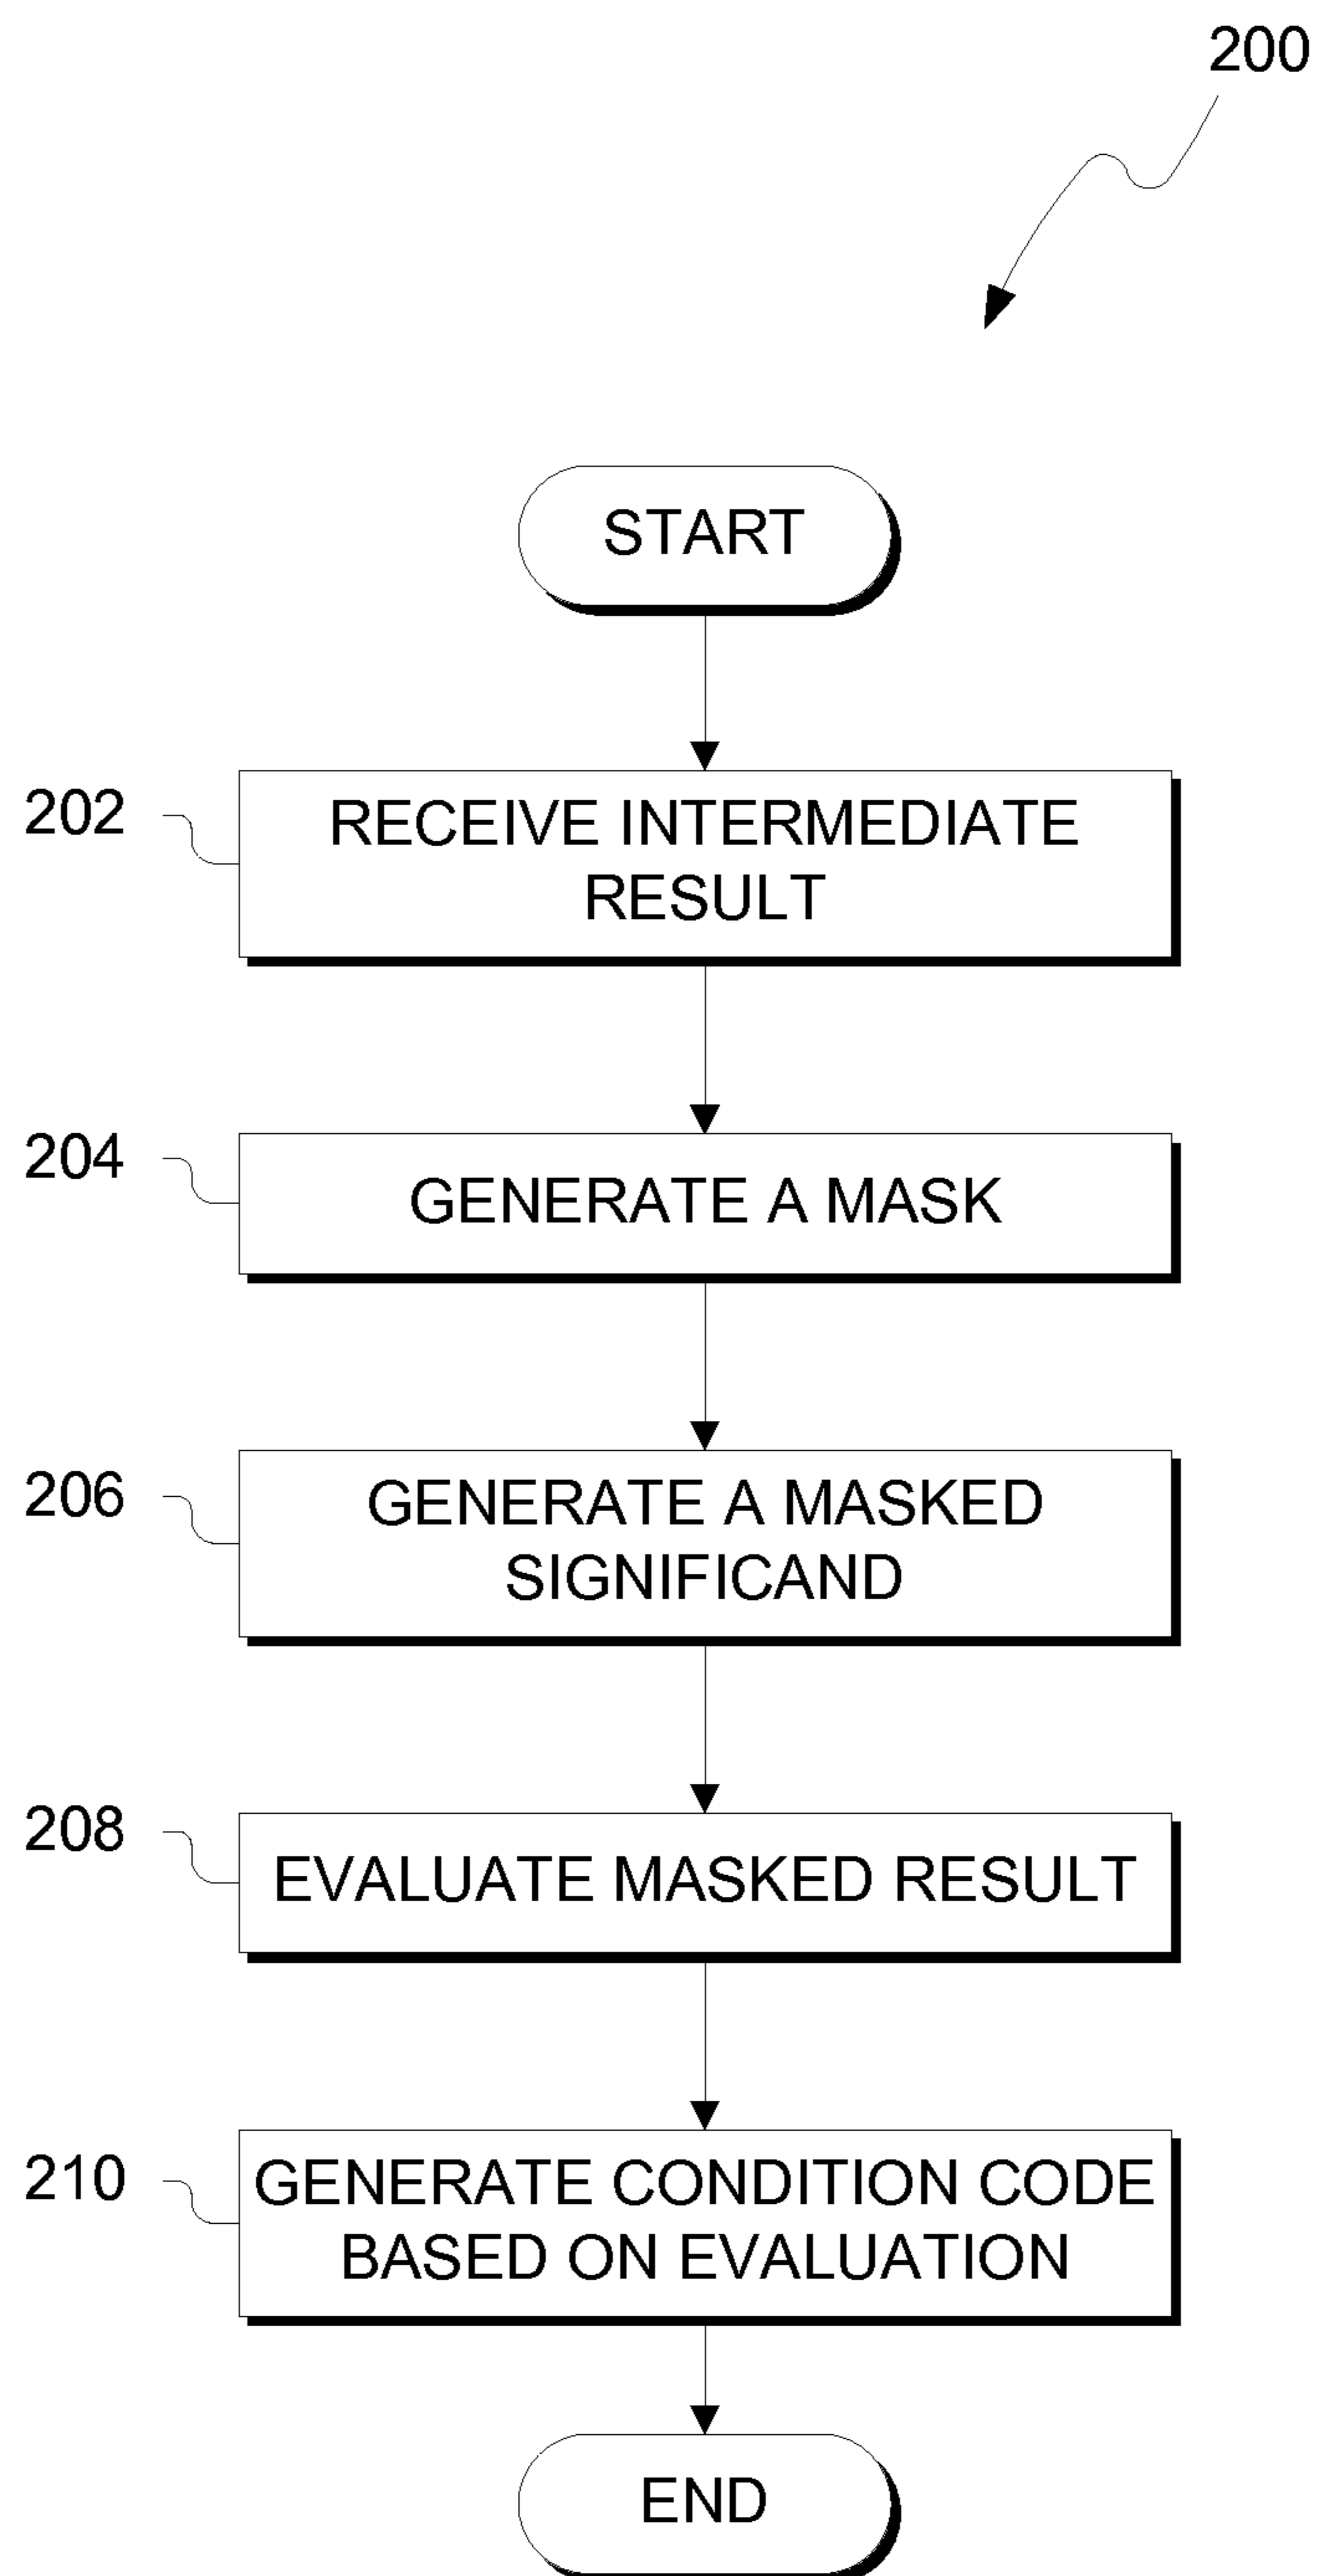 200
START
202
RECEIVE INTERMEDIATE
RESULT
204
GENERATE A MASK
206
GENERATE A MASKED
SIGNIFICAND
208
EVALUATE MASKED RESULT
210
GENERATE CONDITION CODE
BASED ON EVALUATION
END